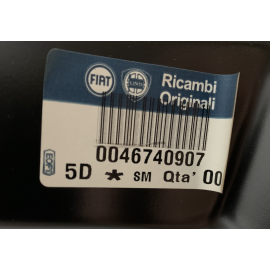 FIAT
Ricambi
Originali
0046740907
5D * SM Qta' 00